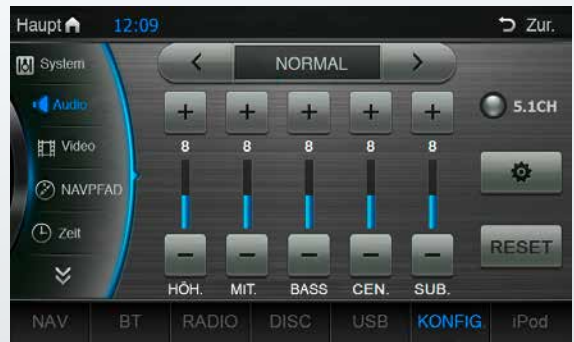 Haupt 12:09 Zur.
System
NORMAL
Audio
5.1CH
Video
8 8 8 8 8
NAVPFAD
Zeit
RESET
HÖH. MIT. BASS CEN. SUB.
NAV BT RADIO DISC USB KONFIG. iPod